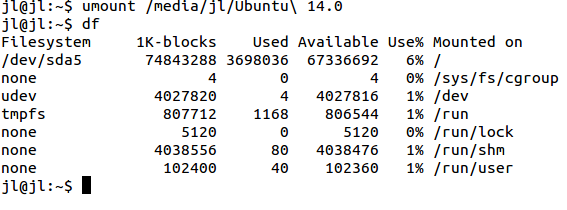 jl@jl:~$ umount /media/jl/Ubuntu\ 14.0
jl@jl:~$ df
Filesystem     1K-blocks    Used Available Use% Mounted on
/dev/sda5       74843288 3698036  67336692   6% /
none                   4       0         4   0% /sys/fs/cgroup
udev             4027820       4   4027816   1% /dev
tmpfs             807712    1168    806544   1% /run
none                5120       0      5120   0% /run/lock
none             4038556      80   4038476   1% /run/shm
none              102400      40    102360   1% /run/user
jl@jl:~$